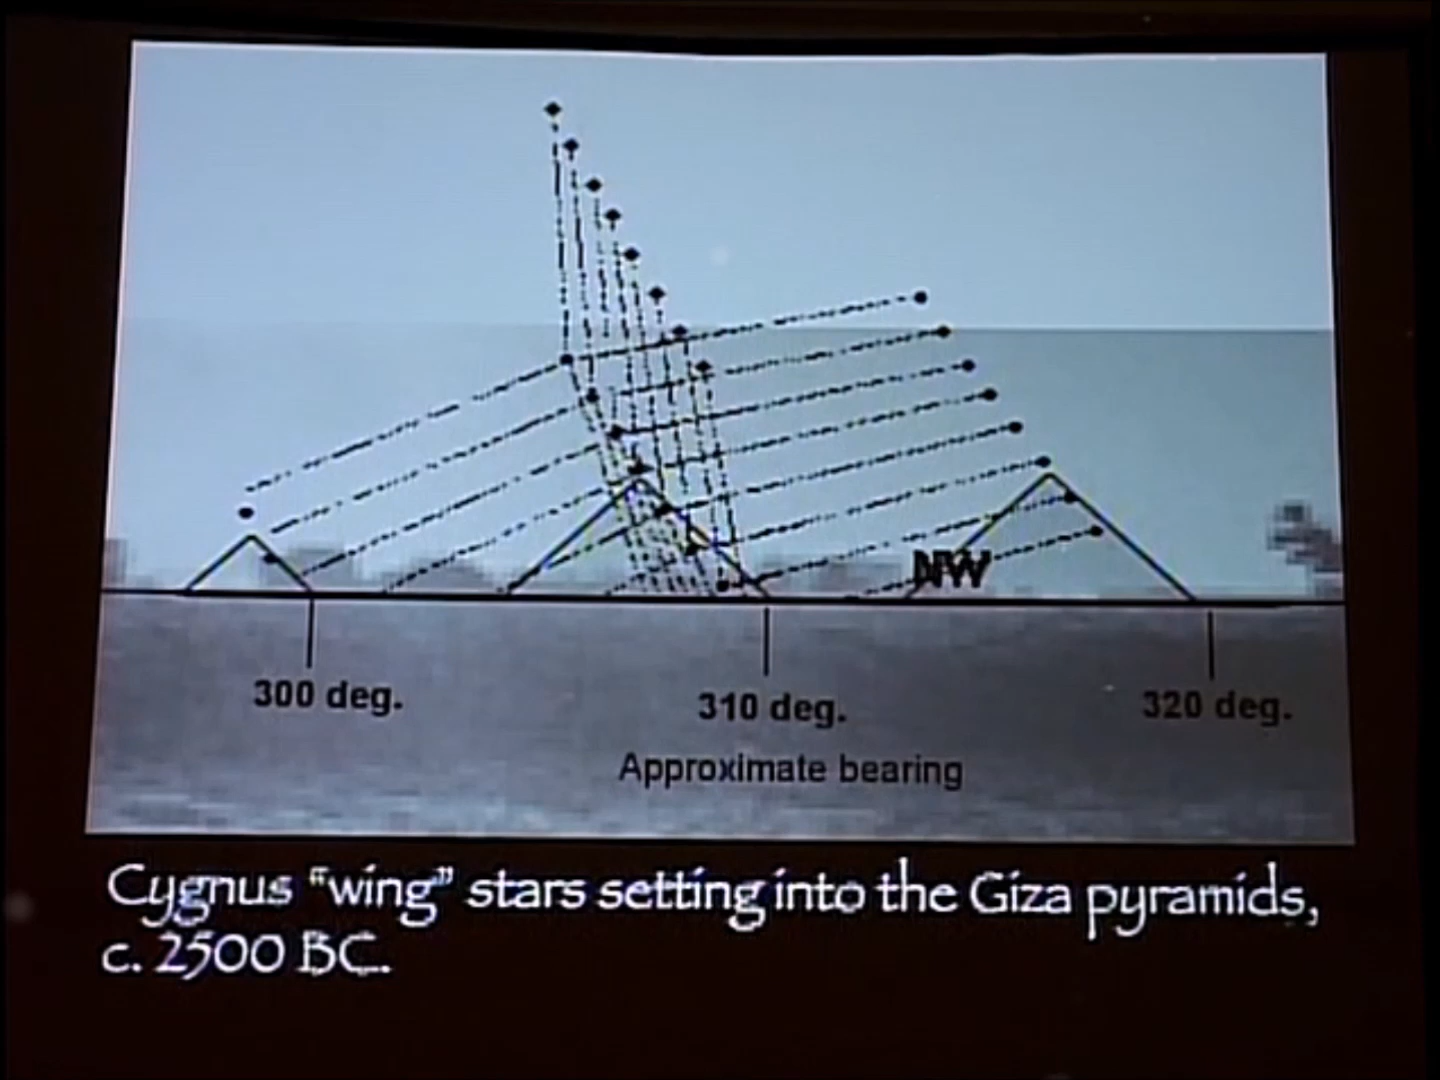 NW
300 deg.
310 deg.
320 deg.
Approximate bearing
Cygnus "wing" stars setting into the Giza pyramids,
c. 2500 BC.